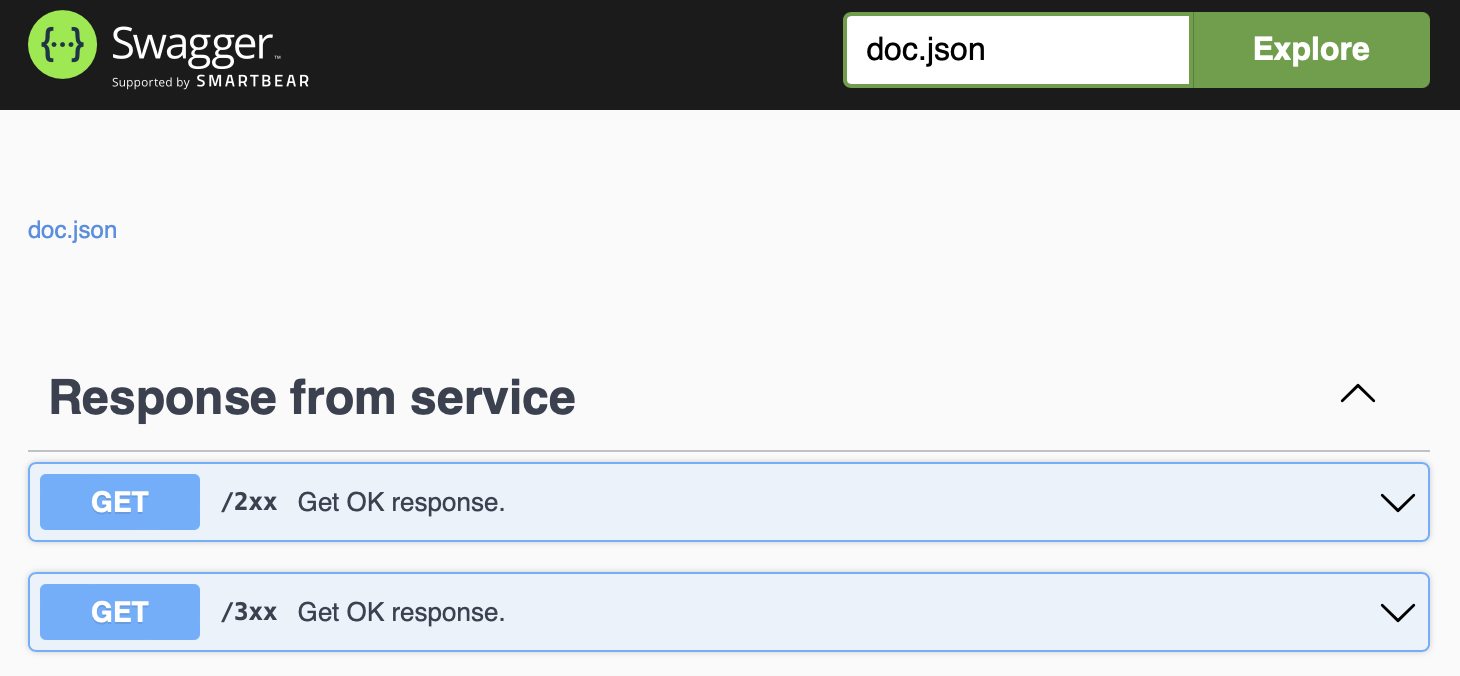 {···} Swagger™
Supported by SMARTBEAR
doc.json
Explore
doc.json
Response from service
GET /2xx Get OK response.
GET /3xx Get OK response.